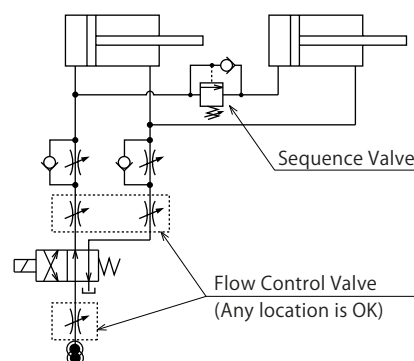 Sequence Valve
Flow Control Valve
(Any location is OK)